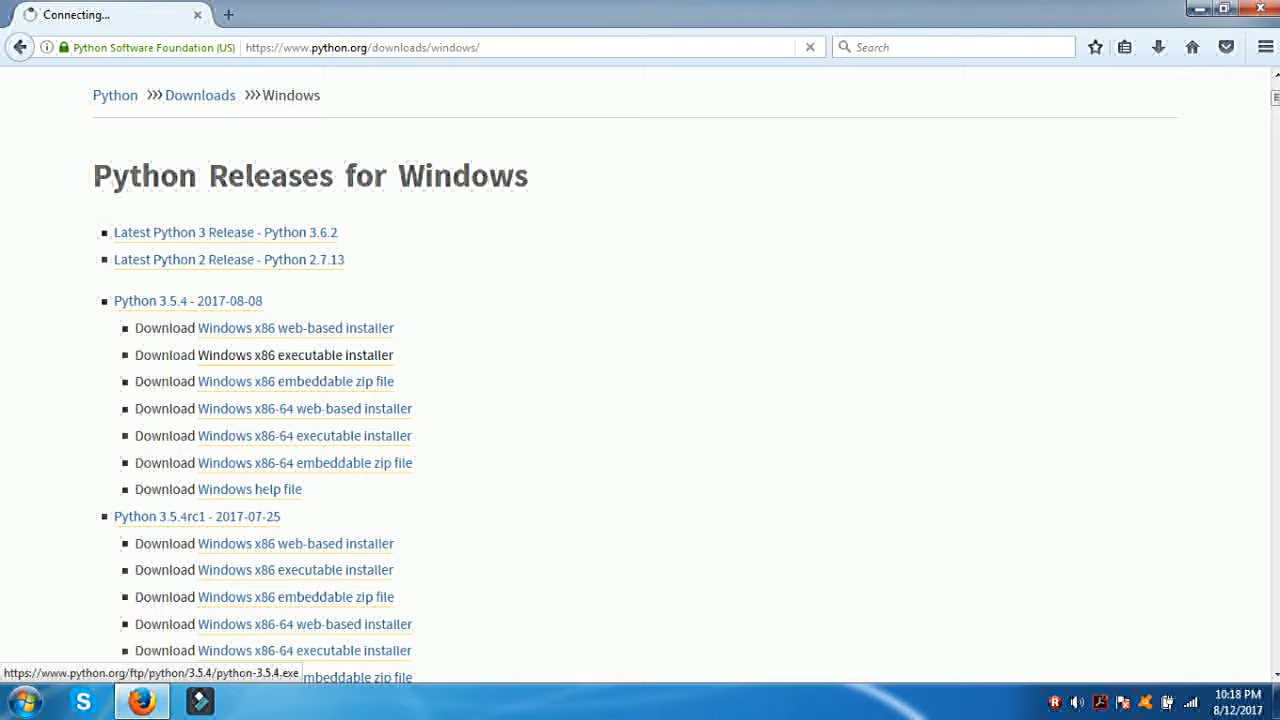 Connecting...
Python Software Foundation (US) https://www.python.org/downloads/windows/ Search
Python Downloads Windows
Python Releases for Windows
Latest Python 3 Release - Python 3.6.2
Latest Python 2 Release - Python 2.7.13
Python 3.5.4 - 2017-08-08
Download Windows x86 web-based installer
Download Windows x86 executable installer
Download Windows x86 embeddable zip file
Download Windows x86-64 web-based installer
Download Windows x86-64 executable installer
Download Windows x86-64 embeddable zip file
Download Windows help file
Python 3.5.4rc1 - 2017-07-25
Download Windows x86 web-based installer
Download Windows x86 executable installer
Download Windows x86 embeddable zip file
Download Windows x86-64 web-based installer
Download Windows x86-64 executable installer
https://www.python.org/ftp/python/3.5.4/python-3.5.4.exe mbeddable zip file
10:18 PM
8/12/2017